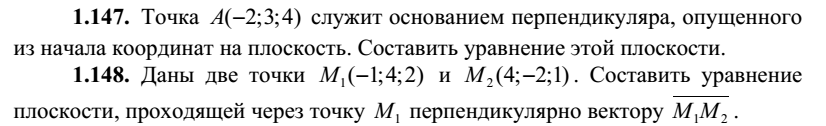 1.147. Точка A(−2;3;4) служит основанием перпендикуляра, опущенного
из начала координат на плоскость. Составить уравнение этой плоскости.
1.148. Даны две точки M₁(−1;4;2) и M₂(4;−2;1). Составить уравнение
плоскости, проходящей через точку M₁ перпендикулярно вектору M₁M₂.